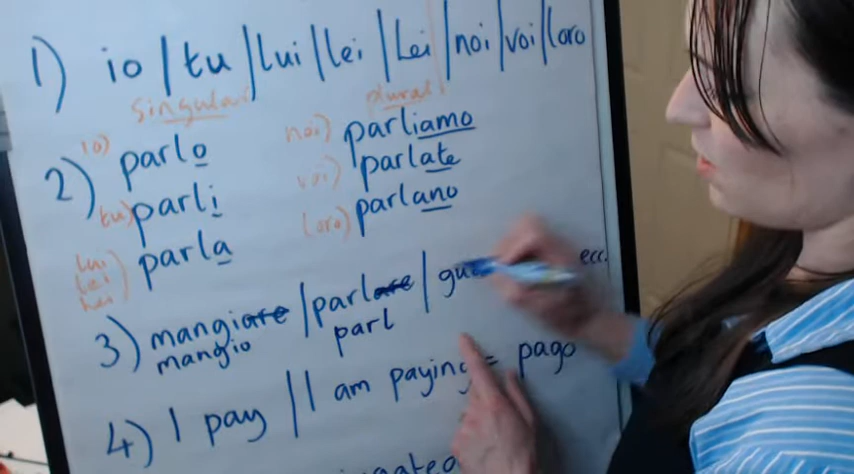 1) io / tu / lui / lei / Lei / noi / voi / loro
singular plural
2) io) parlo noi) parliamo
tu) parli voi) parlate
lui lei Lei) parla loro) parlano
3) mangiare / parlare / ecc.
mangio parl
4) I pay / I am paying = pago